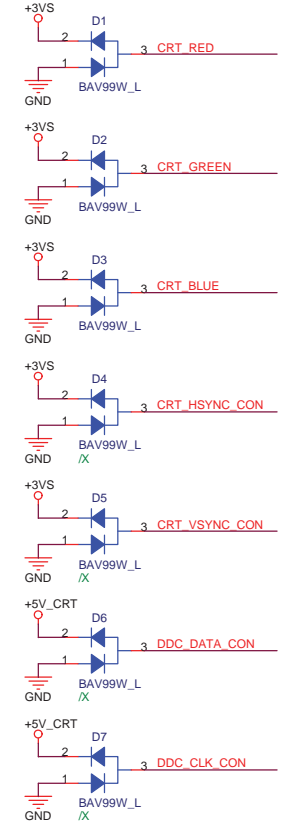 +3VS
D1
2
3 CRT_RED
1
BAV99W_L
GND
+3VS
D2
2
3 CRT_GREEN
1
BAV99W_L
GND
+3VS
D3
2
3 CRT_BLUE
1
BAV99W_L
GND
+3VS
D4
2
3 CRT_HSYNC_CON
1
BAV99W_L
GND /X
+3VS
D5
2
3 CRT_VSYNC_CON
1
BAV99W_L
GND /X
+5V_CRT
D6
2
3 DDC_DATA_CON
1
BAV99W_L
GND /X
+5V_CRT
D7
2
3 DDC_CLK_CON
1
BAV99W_L
GND /X